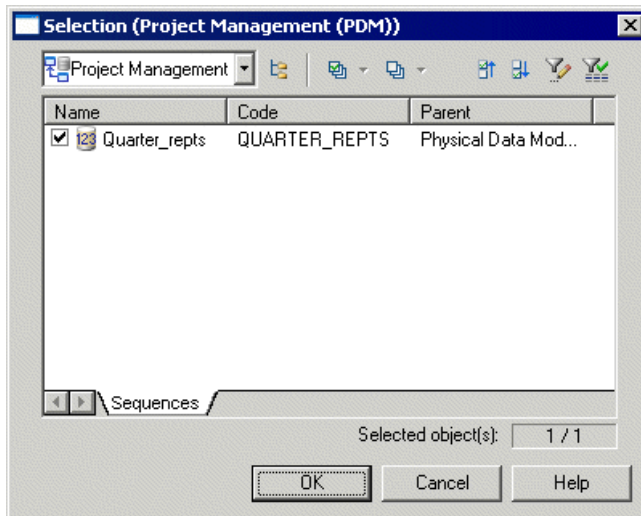 Selection (Project Management (PDM))
Project Management
Name Code Parent
123 Quarter_repts QUARTER_REPTS Physical Data Mod...
Sequences
Selected object(s): 1 / 1
OK Cancel Help